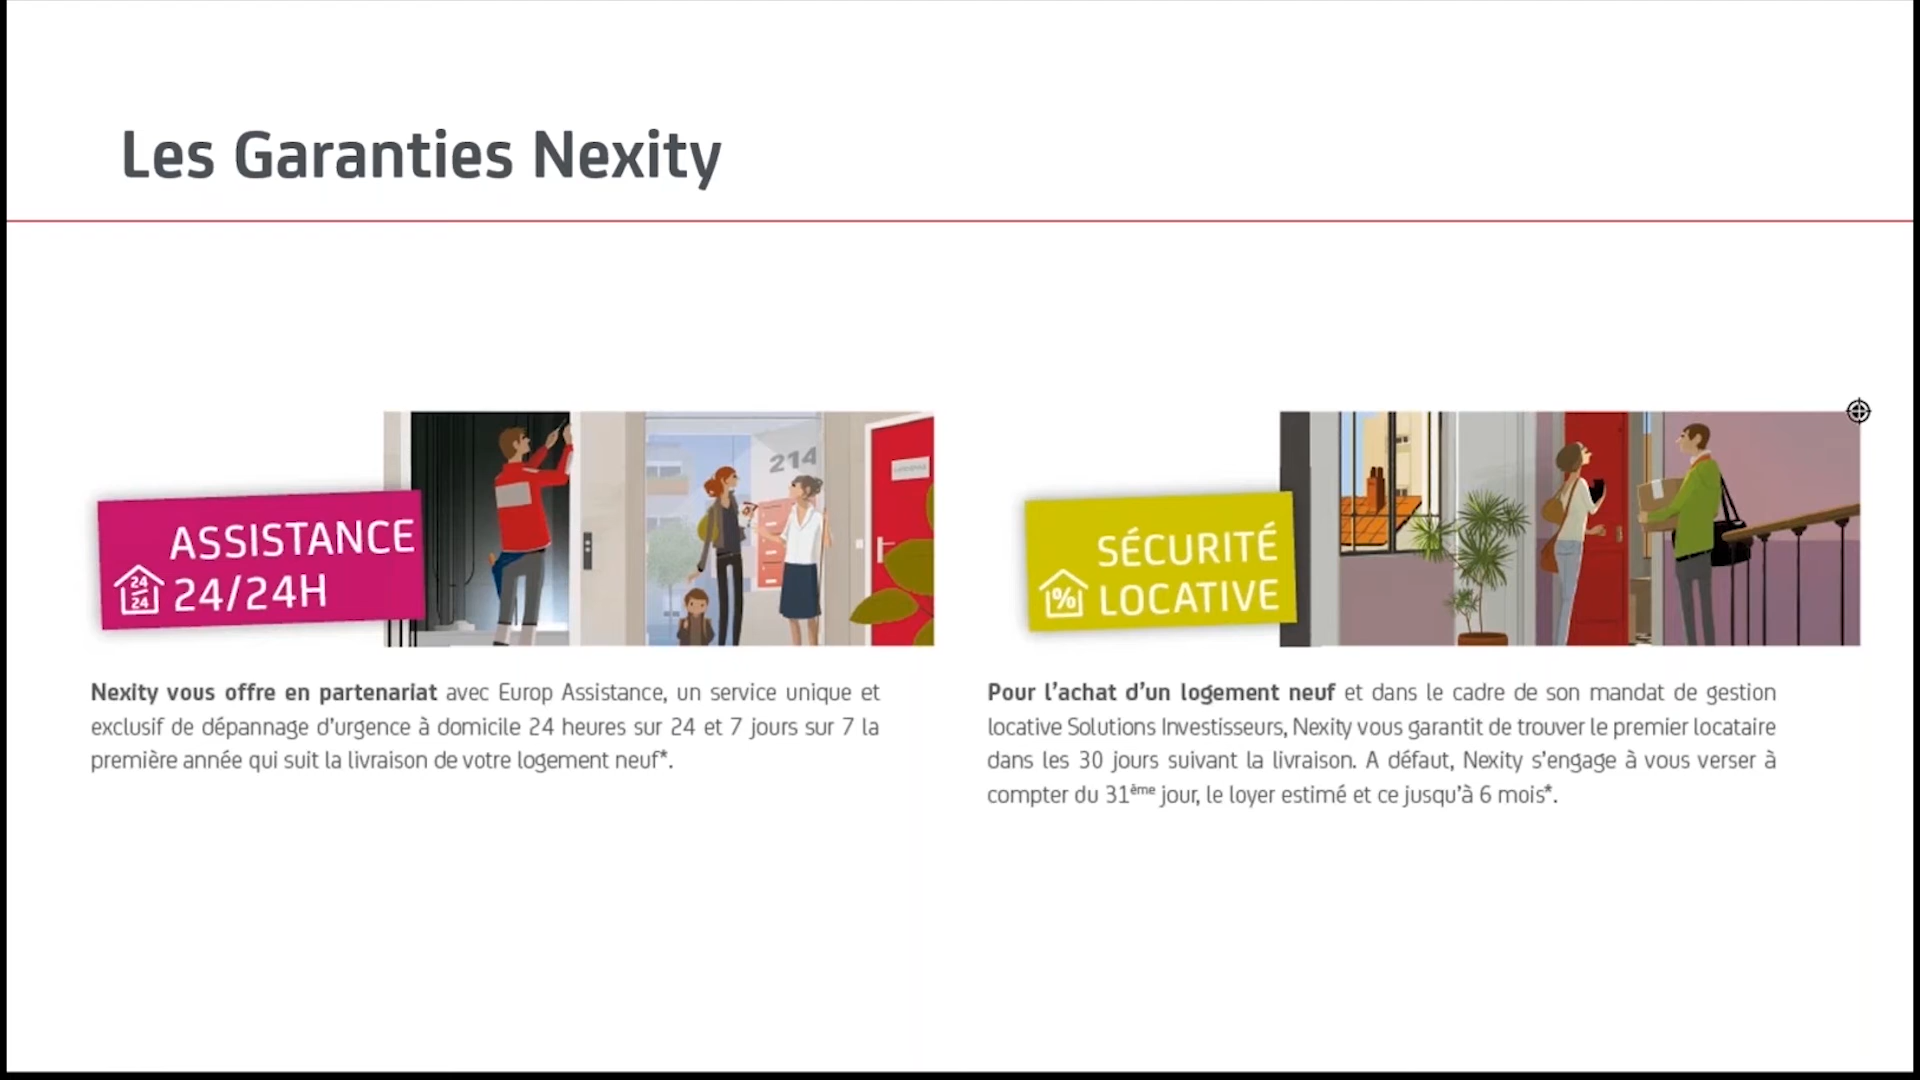 Les Garanties Nexity
ASSISTANCE
24/24H
24
24
214
Nexity vous offre en partenariat avec Europ Assistance, un service unique et
exclusif de dépannage d’urgence à domicile 24 heures sur 24 et 7 jours sur 7 la
première année qui suit la livraison de votre logement neuf*.
SÉCURITÉ
% LOCATIVE
Pour l’achat d’un logement neuf et dans le cadre de son mandat de gestion
locative Solutions Investisseurs, Nexity vous garantit de trouver le premier locataire
dans les 30 jours suivant la livraison. A défaut, Nexity s’engage à vous verser à
compter du 31ème jour, le loyer estimé et ce jusqu’à 6 mois*.